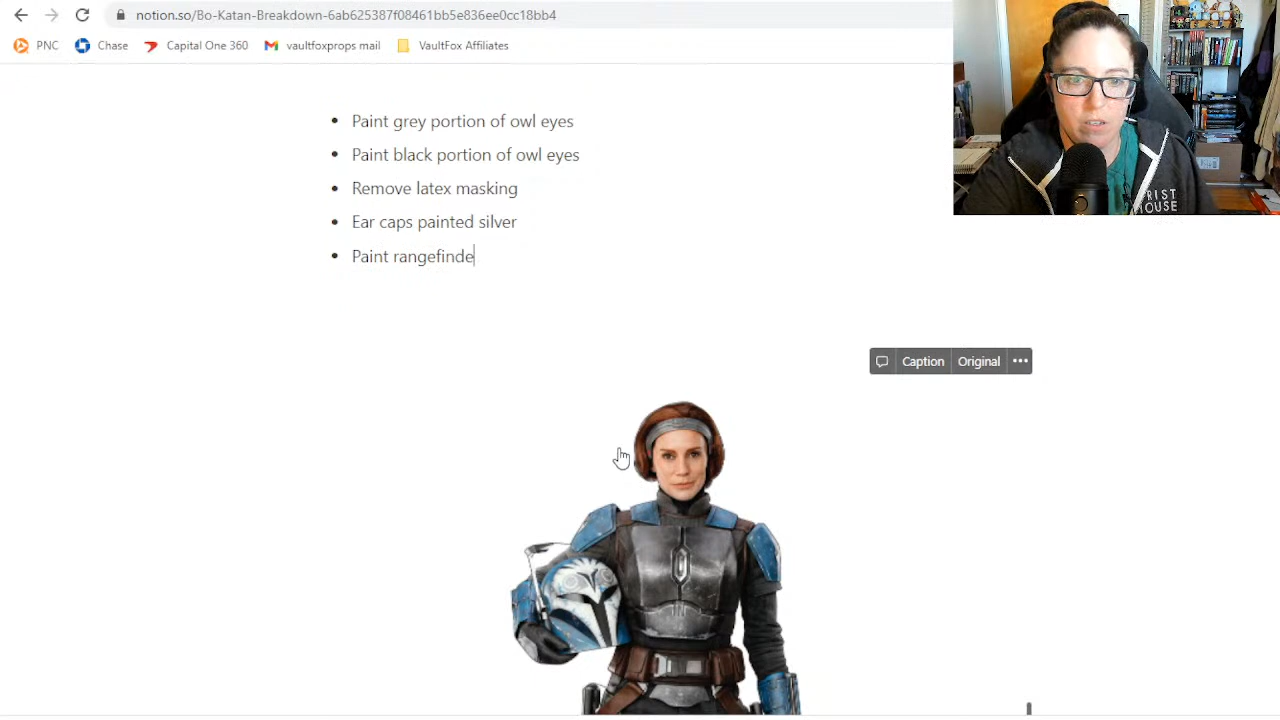 notion.so/Bo-Katan-Breakdown-6ab625387f08461bb5e836ee0cc18bb4
PNC Chase Capital One 360 vaultfoxprops mail VaultFox Affiliates
• Paint grey portion of owl eyes
• Paint black portion of owl eyes
• Remove latex masking
• Ear caps painted silver
• Paint rangefinde
Caption Original •••
RIST
OUSE